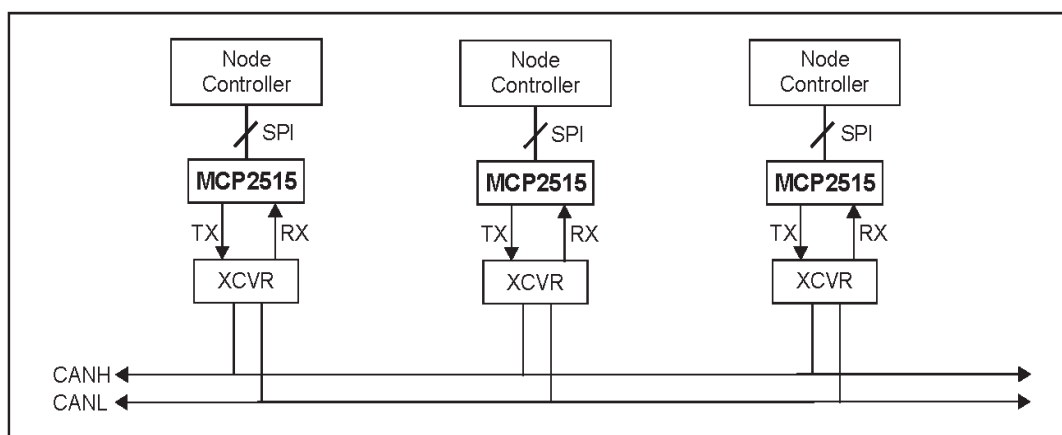 Node
Controller
Node
Controller
Node
Controller
SPI
SPI
SPI
MCP2515
MCP2515
MCP2515
TX
RX
TX
RX
TX
RX
XCVR
XCVR
XCVR
CANH
CANL